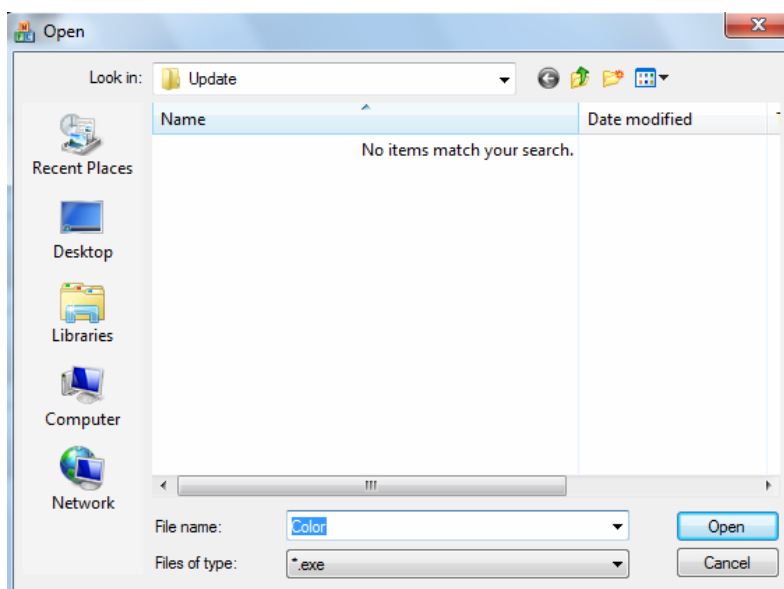 Open
Look in:
Update
Name
Date modified
No items match your search.
Recent Places
Desktop
Libraries
Computer
Network
File name:
Color
Open
Files of type:
*.exe
Cancel